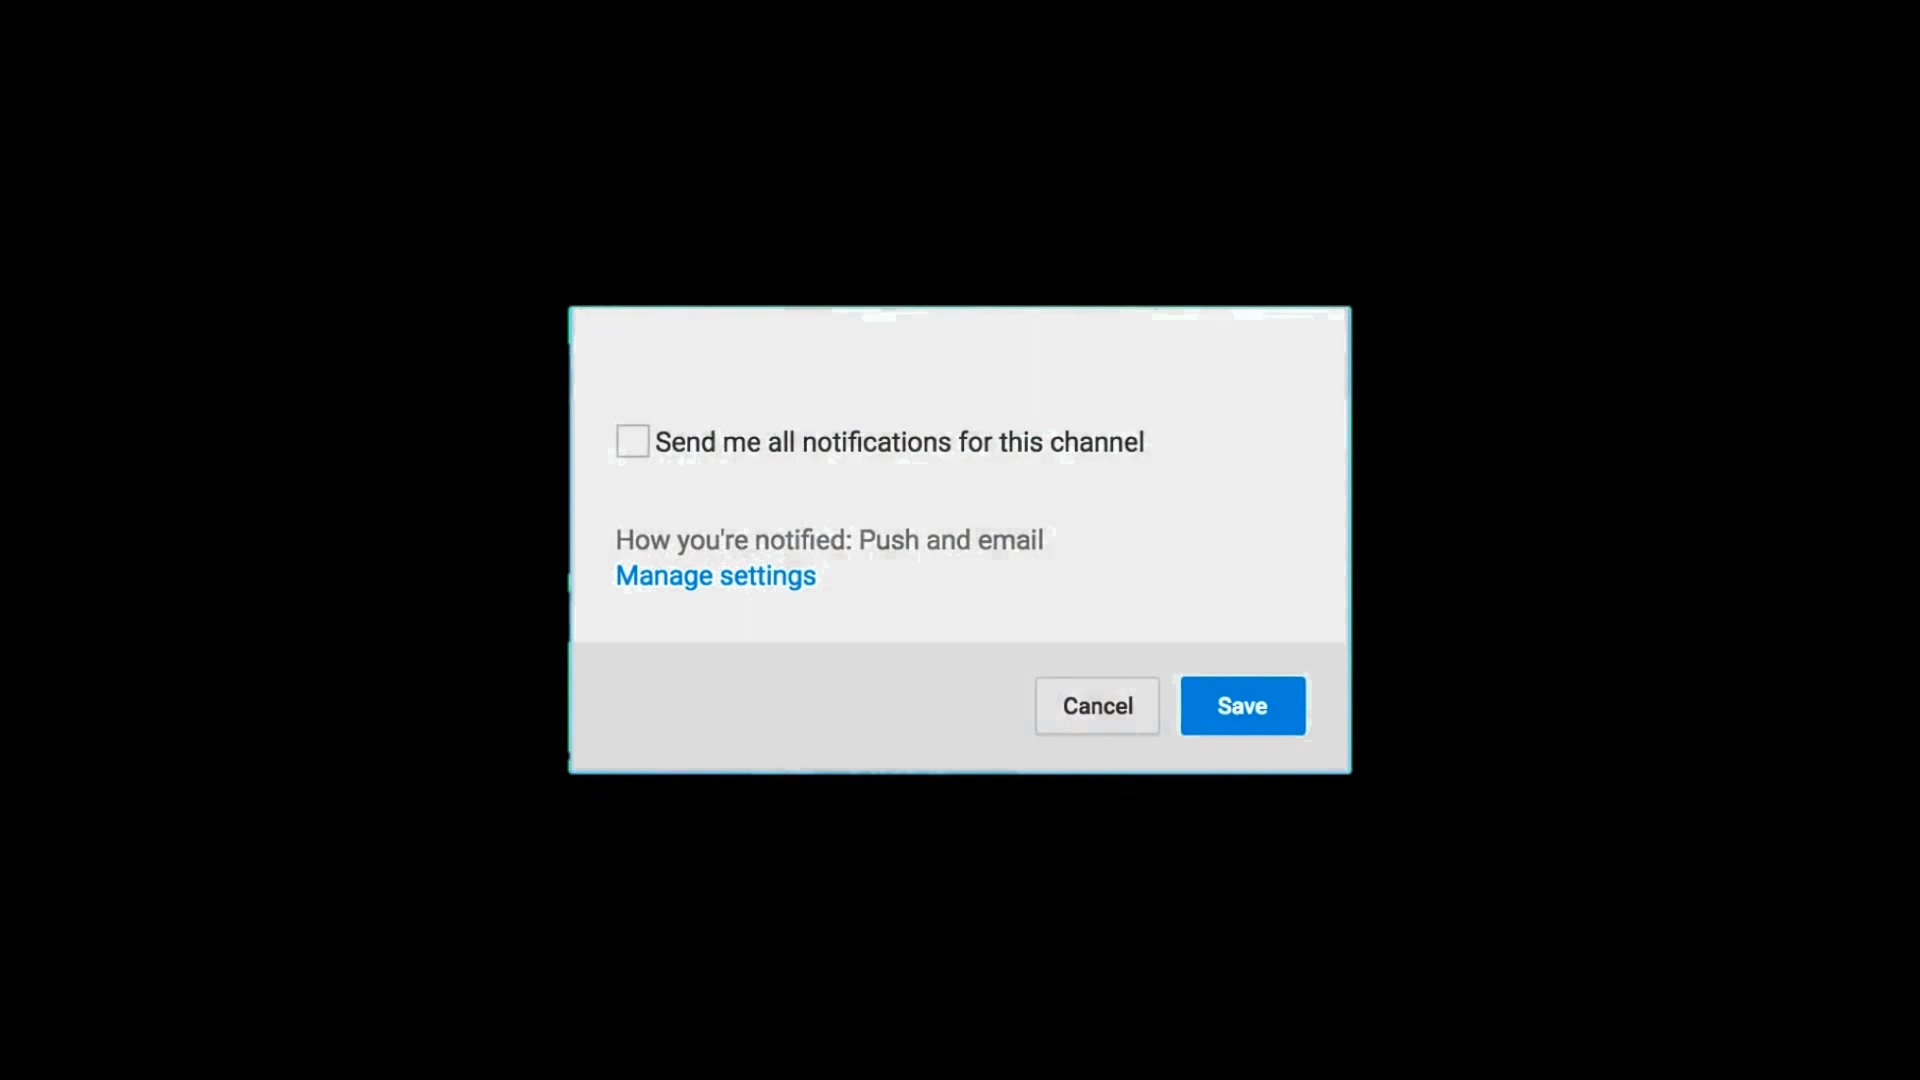 Send me all notifications for this channel
How you're notified: Push and email
Manage settings
Cancel Save